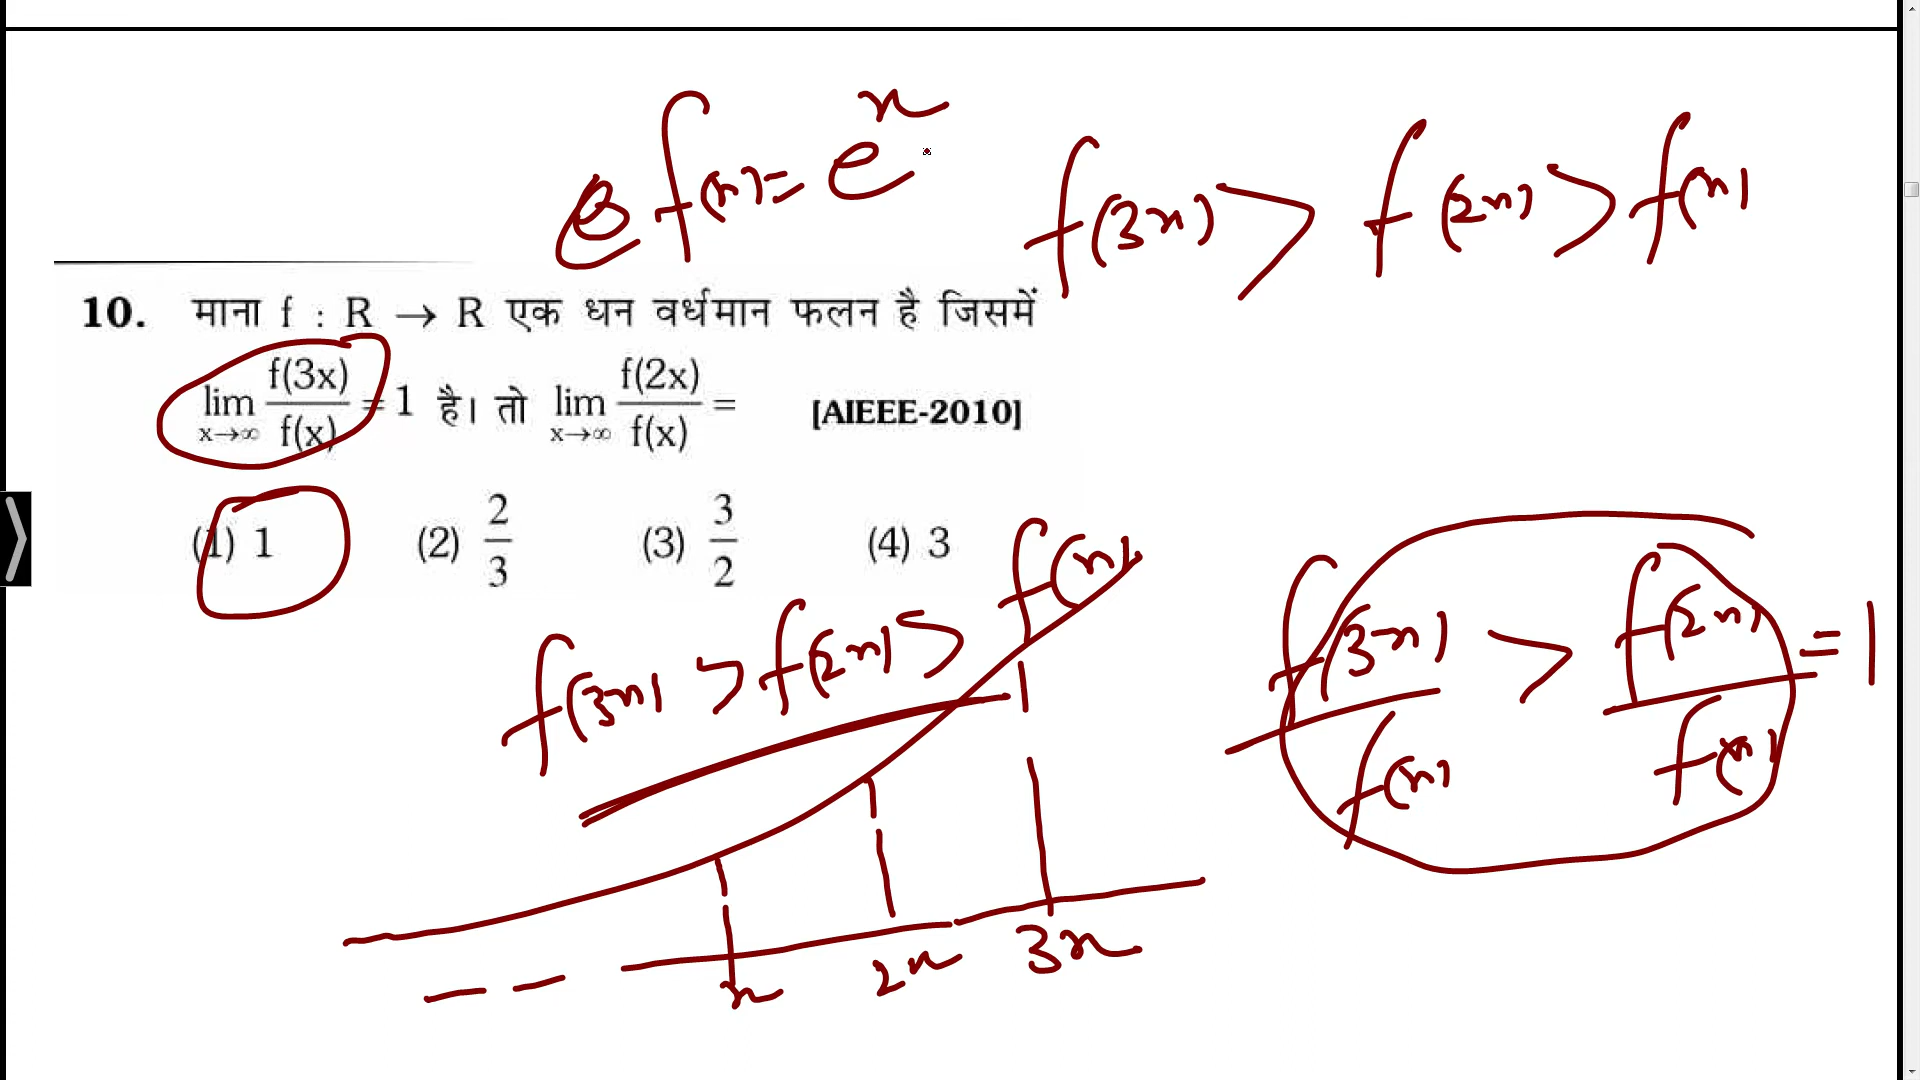 f(x) = e^x
f(3x) > f(2x) > f(x)
10. माना f : R → R एक धन वर्धमान फलन है जिसमें
lim x→∞ f(3x)/f(x) = 1 है। तो lim x→∞ f(2x)/f(x) = [AIEEE-2010]
(1) 1 (2) 2/3 (3) 3/2 (4) 3
f(x)
f(3x) > f(2x) > 1
f(3x)/f(x) > f(2x)/f(x) = 1
x 2x 3x